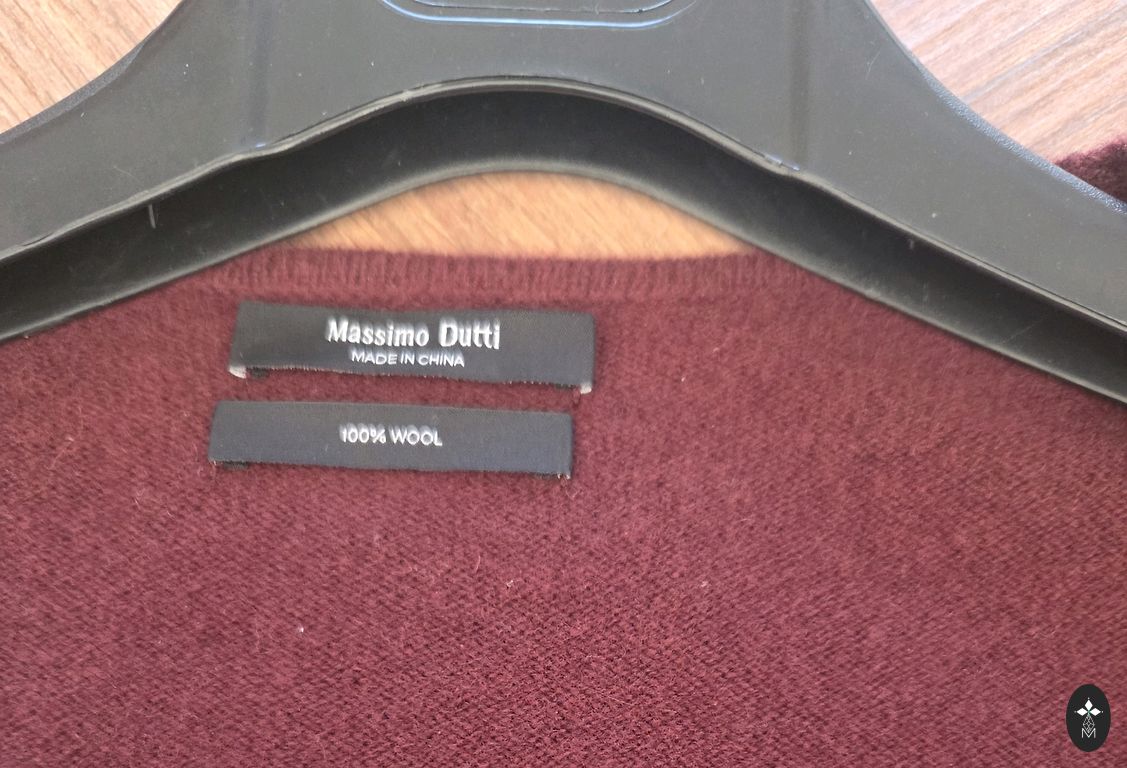 Massimo Dutti
MADE IN CHINA
100% WOOL
M